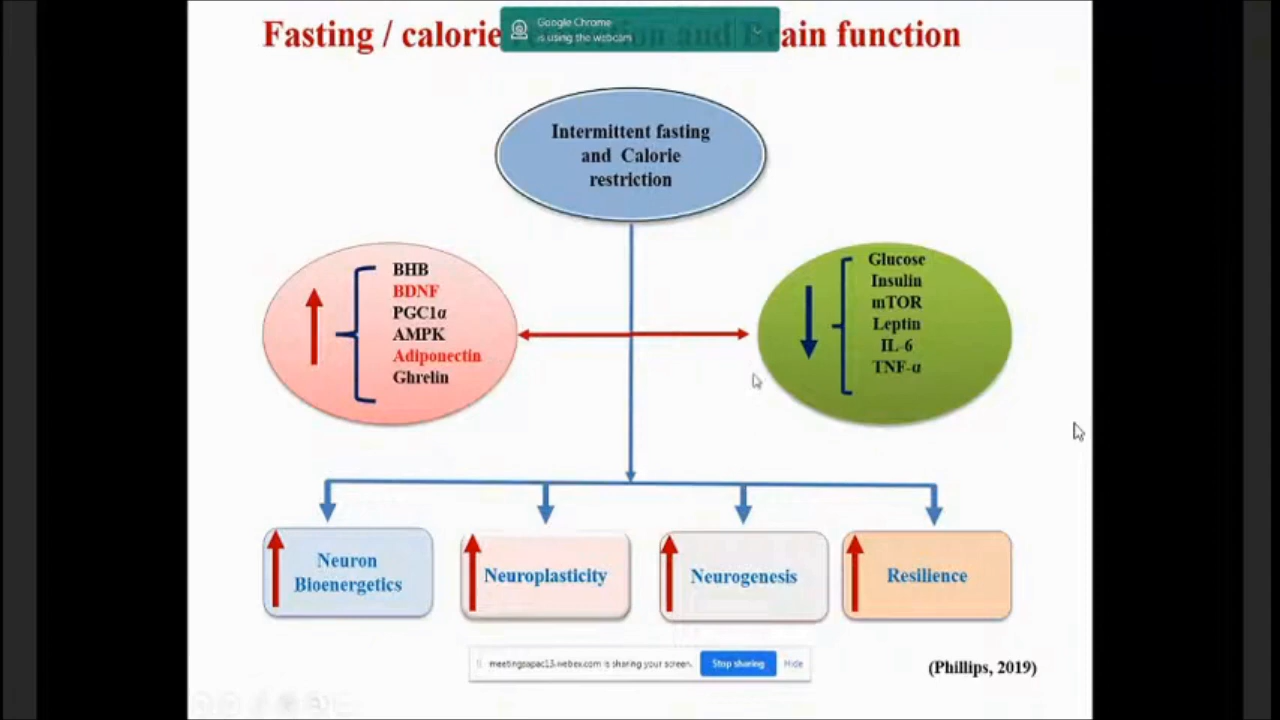 Fasting / calorie restriction and Brain function
Google Chrome
is using the webcam
Intermittent fasting
and Calorie
restriction
BHB
BDNF
PGC1α
AMPK
Adiponectin
Ghrelin
Glucose
Insulin
mTOR
Leptin
IL-6
TNF-α
Neuron
Bioenergetics
Neuroplasticity
Neurogenesis
Resilience
meetingsapac13.webex.com is sharing your screen.
Stop sharing
Hide
(Phillips, 2019)